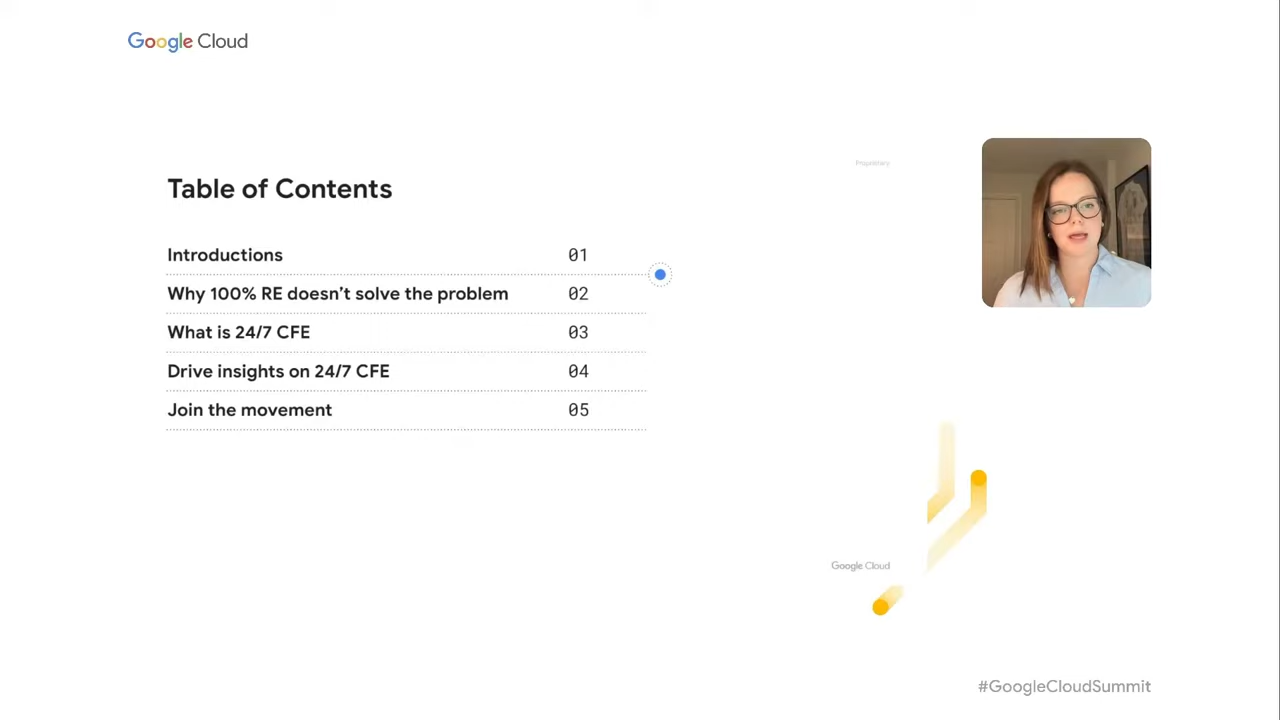 Google Cloud
Proprietary
Table of Contents
Introductions 01
Why 100% RE doesn’t solve the problem 02
What is 24/7 CFE 03
Drive insights on 24/7 CFE 04
Join the movement 05
Google Cloud
#GoogleCloudSummit